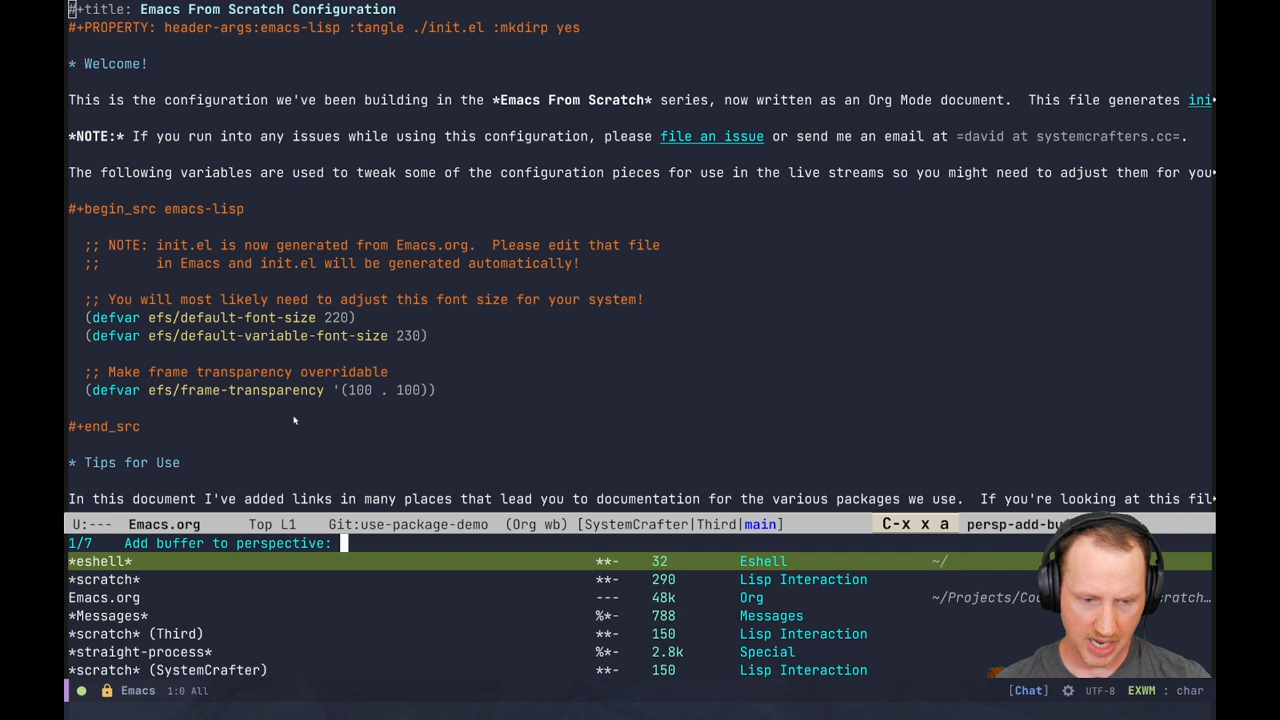 #+title: Emacs From Scratch Configuration
#+PROPERTY: header-args:emacs-lisp :tangle ./init.el :mkdirp yes
* Welcome!
This is the configuration we've been building in the *Emacs From Scratch* series, now written as an Org Mode document.  This file generates ini
*NOTE:* If you run into any issues while using this configuration, please file an issue or send me an email at =david at systemcrafters.cc=.
The following variables are used to tweak some of the configuration pieces for use in the live streams so you might need to adjust them for you
#+begin_src emacs-lisp
;; NOTE: init.el is now generated from Emacs.org.  Please edit that file
;;       in Emacs and init.el will be generated automatically!
;; You will most likely need to adjust this font size for your system!
(defvar efs/default-font-size 220)
(defvar efs/default-variable-font-size 230)
;; Make frame transparency overridable
(defvar efs/frame-transparency '(100 . 100))
#+end_src
* Tips for Use
In this document I've added links in many places that lead you to documentation for the various packages we use.  If you're looking at this fil
U:--- Emacs.org Top L1 Git:use-package-demo (Org wb) [SystemCrafter|Third|main] C-x x a persp-add-bu
1/7 Add buffer to perspective:
*eshell* **- 32 Eshell ~/
*scratch* **- 290 Lisp Interaction
Emacs.org --- 48k Org ~/Projects/Co ratch…
*Messages* %*- 788 Messages
*scratch* (Third) **- 150 Lisp Interaction
*straight-process* %*- 2.8k Special
*scratch* (SystemCrafter) **- 150 Lisp Interaction
Emacs 1:0 All [Chat] UTF-8 EXWM : char